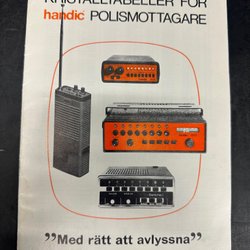 KRISTALLTABELLER FÖR
handic POLISMOTTAGARE
”Med rätt att avlyssna”